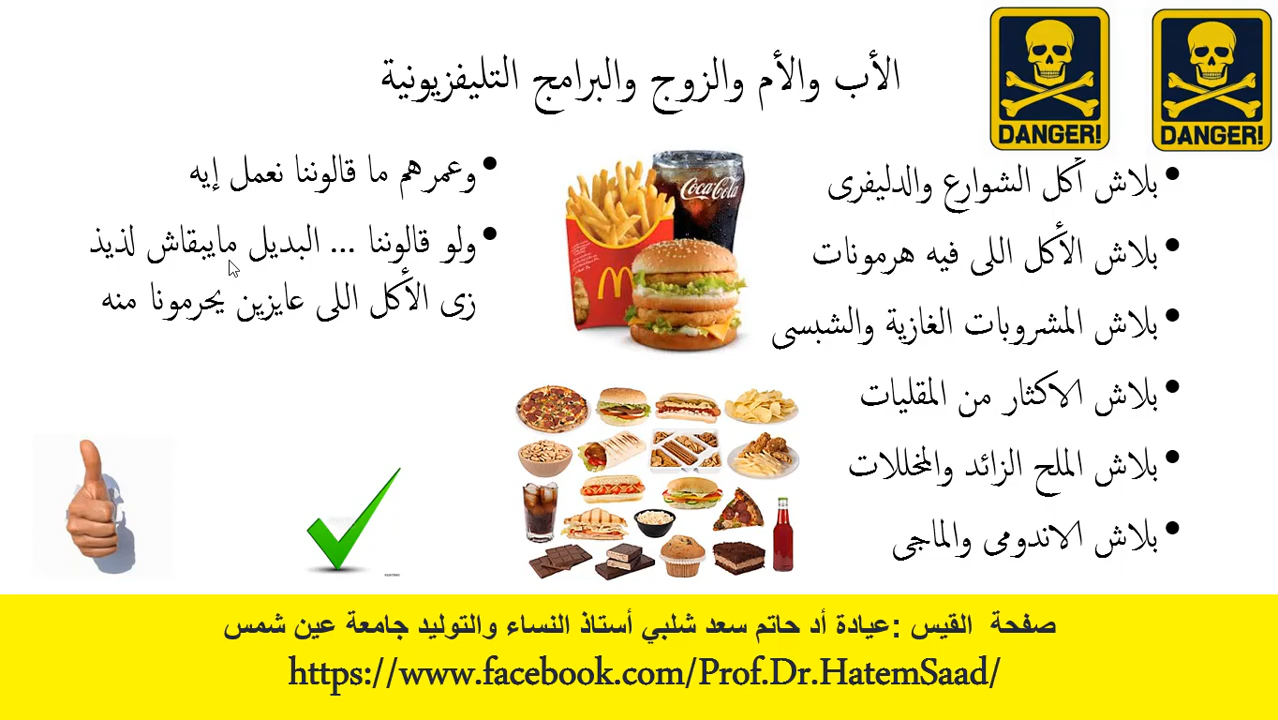 DANGER!
DANGER!
الأب والأم والزوج والبرامج التليفزيونية
بلاش أكل الشوارع والدليفرى
بلاش الأكل اللى فيه هرمونات
بلاش المشروبات الغازية والشبسى
بلاش الاكثار من المقليات
بلاش الملح الزائد والمخللات
بلاش الاندومى والماجى
وعمرهم ما قالوننا نعمل إيه
ولو قالوننا ... البديل مايبقاش لذيذ
زى الأكل اللى عايزين يحرمونا منه
Coca-Cola
صفحة القيس :عيادة أد حاتم سعد شلبي أستاذ النساء والتوليد جامعة عين شمس
https://www.facebook.com/Prof.Dr.HatemSaad/